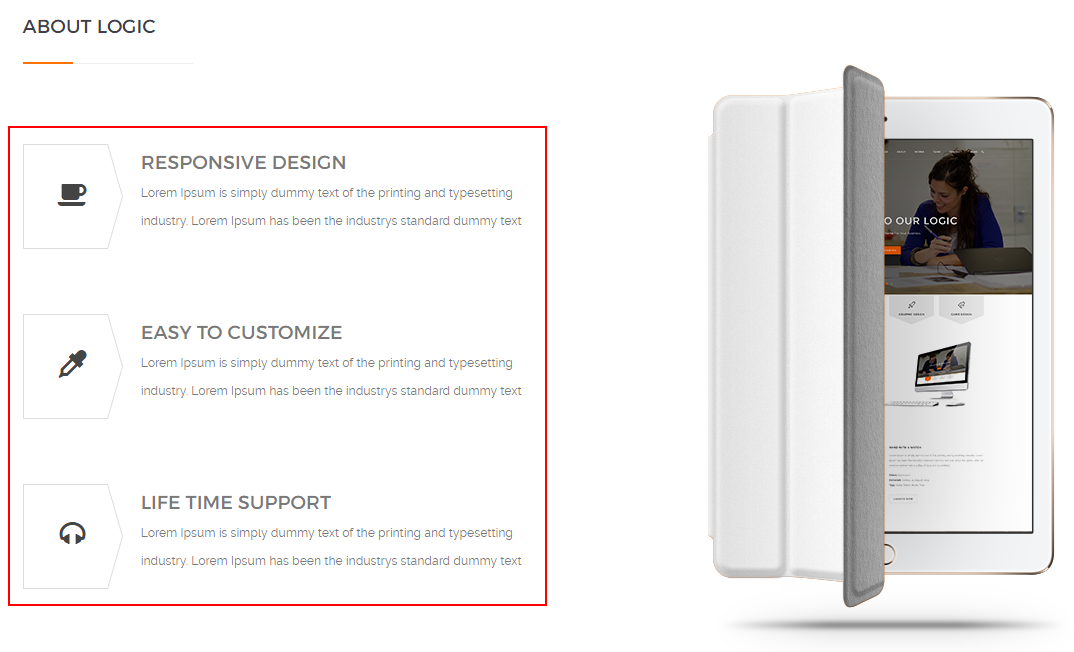 ABOUT LOGIC
RESPONSIVE DESIGN
Lorem Ipsum is simply dummy text of the printing and typesetting
industry. Lorem Ipsum has been the industrys standard dummy text
EASY TO CUSTOMIZE
Lorem Ipsum is simply dummy text of the printing and typesetting
industry. Lorem Ipsum has been the industrys standard dummy text
LIFE TIME SUPPORT
Lorem Ipsum is simply dummy text of the printing and typesetting
industry. Lorem Ipsum has been the industrys standard dummy text
O OUR LOGIC
GRAPHIC DESIGN